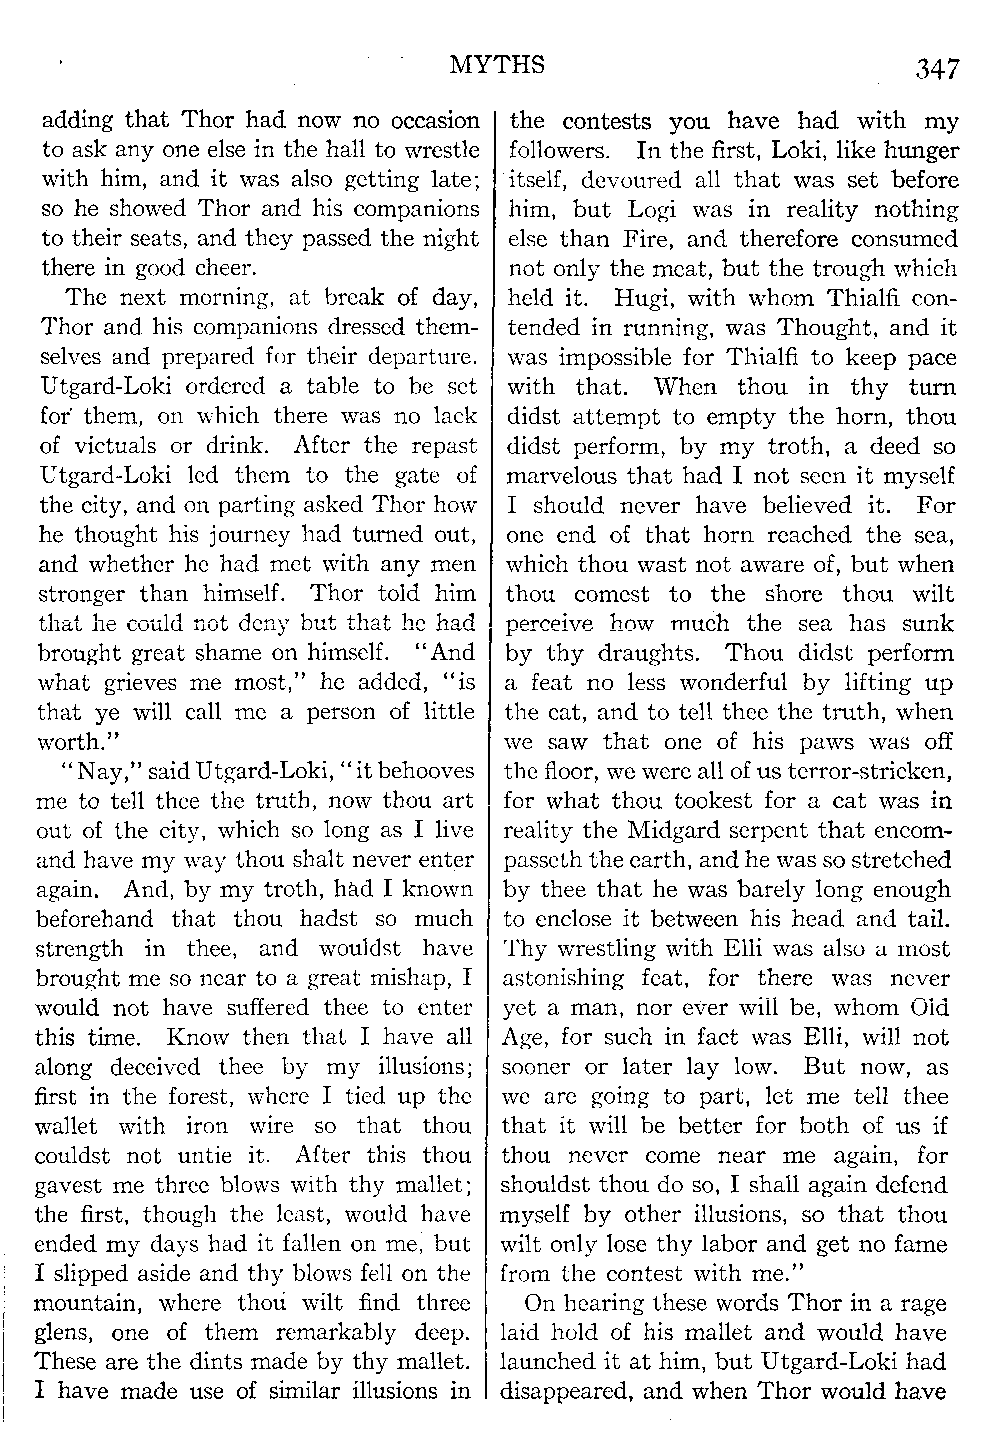 MYTHS
347
adding that Thor had now no occasion
to ask any one else in the hall to wrestle
with him, and it was also getting late;
so he showed Thor and his companions
to their seats, and they passed the night
there in good cheer.
The next morning, at break of day,
Thor and his companions dressed them-
selves and prepared for their departure.
Utgard-Loki ordered a table to be set
for them, on which there was no lack
of victuals or drink. After the repast
Utgard-Loki led them to the gate of
the city, and on parting asked Thor how
he thought his journey had turned out,
and whether he had met with any men
stronger than himself. Thor told him
that he could not deny but that he had
brought great shame on himself. "And
what grieves me most," he added, "is
that ye will call me a person of little
worth."
"Nay," said Utgard-Loki, "it behooves
me to tell thee the truth, now thou art
out of the city, which so long as I live
and have my way thou shalt never enter
again. And, by my troth, had I known
beforehand that thou hadst so much
strength in thee, and wouldst have
brought me so near to a great mishap, I
would not have suffered thee to enter
this time. Know then that I have all
along deceived thee by my illusions;
first in the forest, where I tied up the
wallet with iron wire so that thou
couldst not untie it. After this thou
gavest me three blows with thy mallet;
the first, though the least, would have
ended my days had it fallen on me, but
I slipped aside and thy blows fell on the
mountain, where thou wilt find three
glens, one of them remarkably deep.
These are the dints made by thy mallet.
I have made use of similar illusions in
the contests you have had with my
followers. In the first, Loki, like hunger
itself, devoured all that was set before
him, but Logi was in reality nothing
else than Fire, and therefore consumed
not only the meat, but the trough which
held it. Hugi, with whom Thialfi con-
tended in running, was Thought, and it
was impossible for Thialfi to keep pace
with that. When thou in thy turn
didst attempt to empty the horn, thou
didst perform, by my troth, a deed so
marvelous that had I not seen it myself
I should never have believed it. For
one end of that horn reached the sea,
which thou wast not aware of, but when
thou comest to the shore thou wilt
perceive how much the sea has sunk
by thy draughts. Thou didst perform
a feat no less wonderful by lifting up
the cat, and to tell thee the truth, when
we saw that one of his paws was off
the floor, we were all of us terror-stricken,
for what thou tookest for a cat was in
reality the Midgard serpent that encom-
passeth the earth, and he was so stretched
by thee that he was barely long enough
to enclose it between his head and tail.
Thy wrestling with Elli was also a most
astonishing feat, for there was never
yet a man, nor ever will be, whom Old
Age, for such in fact was Elli, will not
sooner or later lay low. But now, as
we are going to part, let me tell thee
that it will be better for both of us if
thou never come near me again, for
shouldst thou do so, I shall again defend
myself by other illusions, so that thou
wilt only lose thy labor and get no fame
from the contest with me."
On hearing these words Thor in a rage
laid hold of his mallet and would have
launched it at him, but Utgard-Loki had
disappeared, and when Thor would have